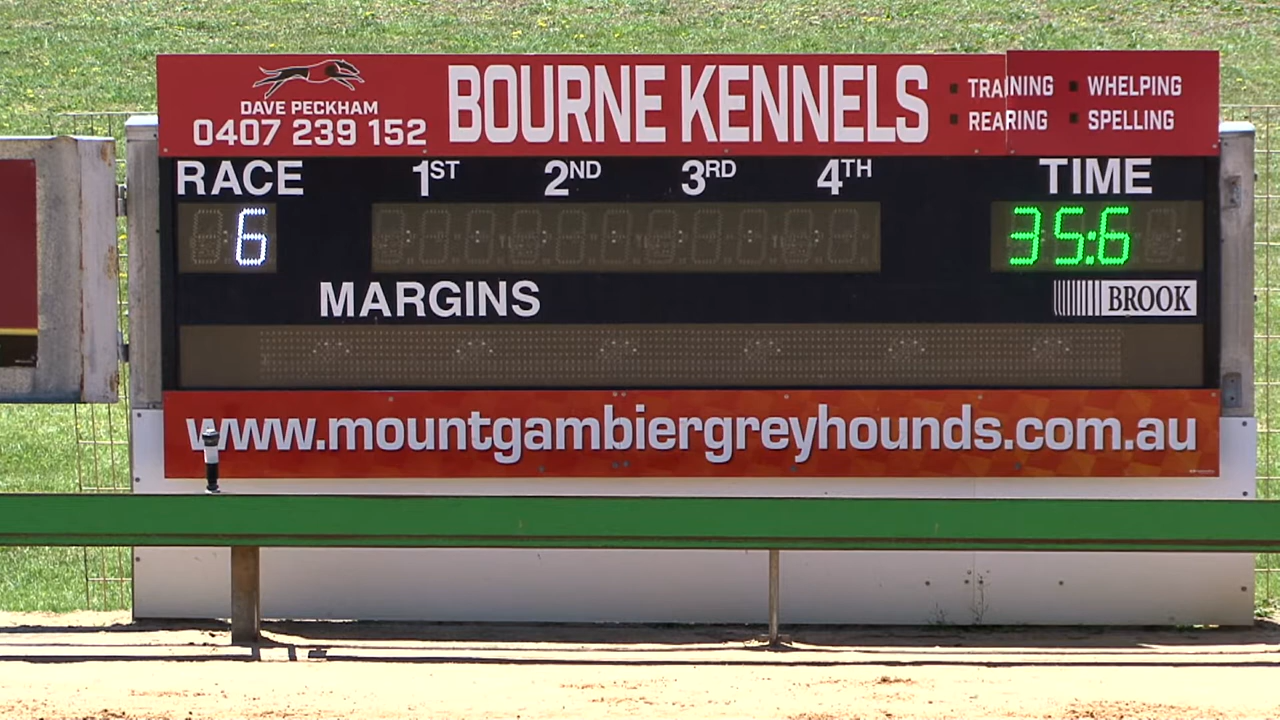 DAVE PECKHAM
0407 239 152
BOURNE KENNELS
TRAINING WHELPING
REARING SPELLING
RACE 1ST 2ND 3RD 4TH TIME
6 35:6
MARGINS
BROOK
www.mountgambiergreyhounds.com.au